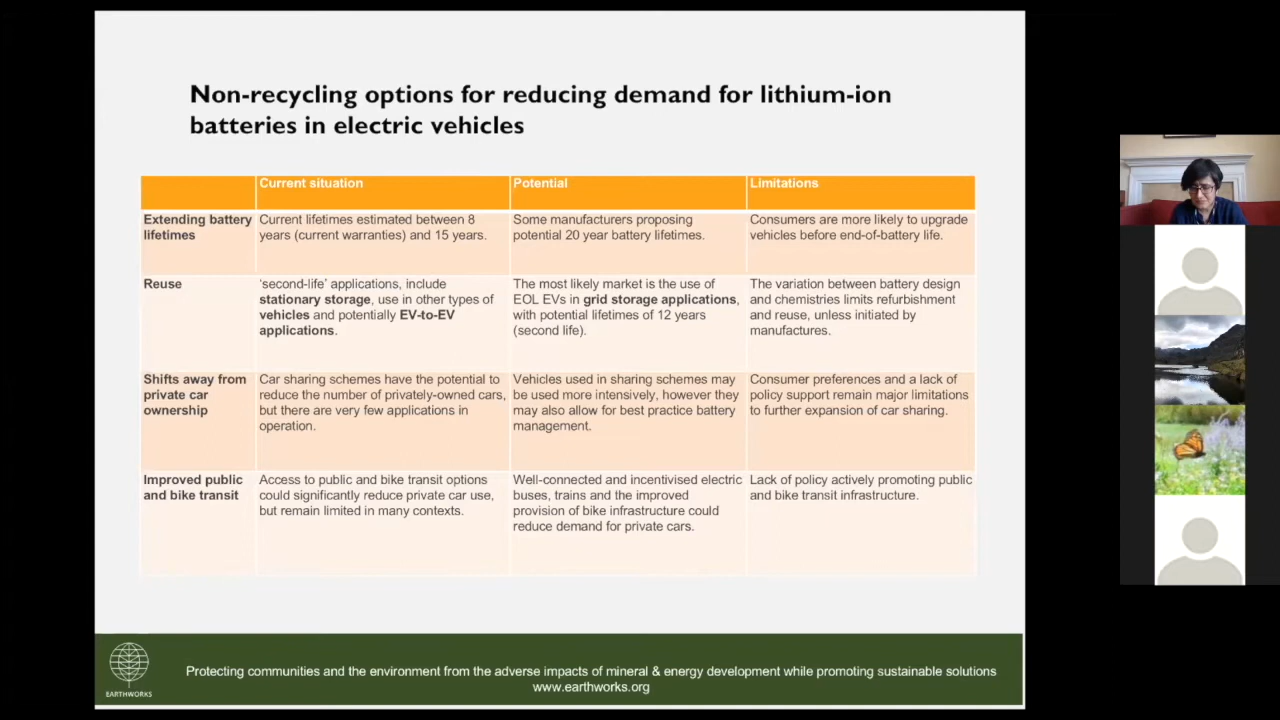 Non-recycling options for reducing demand for lithium-ion
batteries in electric vehicles
Current situation
Potential
Limitations
Extending battery
lifetimes
Current lifetimes estimated between 8
years (current warranties) and 15 years.
Some manufacturers proposing
potential 20 year battery lifetimes.
Consumers are more likely to upgrade
vehicles before end-of-battery life.
Reuse
‘second-life’ applications, include
stationary storage, use in other types of
vehicles and potentially EV-to-EV
applications.
The most likely market is the use of
EOL EVs in grid storage applications,
with potential lifetimes of 12 years
(second life).
The variation between battery design
and chemistries limits refurbishment
and reuse, unless initiated by
manufactures.
Shifts away from
private car
ownership
Car sharing schemes have the potential to
reduce the number of privately-owned cars,
but there are very few applications in
operation.
Vehicles used in sharing schemes may
be used more intensively, however they
may also allow for best practice battery
management.
Consumer preferences and a lack of
policy support remain major limitations
to further expansion of car sharing.
Improved public
and bike transit
Access to public and bike transit options
could significantly reduce private car use,
but remain limited in many contexts.
Well-connected and incentivised electric
buses, trains and the improved
provision of bike infrastructure could
reduce demand for private cars.
Lack of policy actively promoting public
and bike transit infrastructure.
EARTHWORKS
Protecting communities and the environment from the adverse impacts of mineral & energy development while promoting sustainable solutions
www.earthworks.org